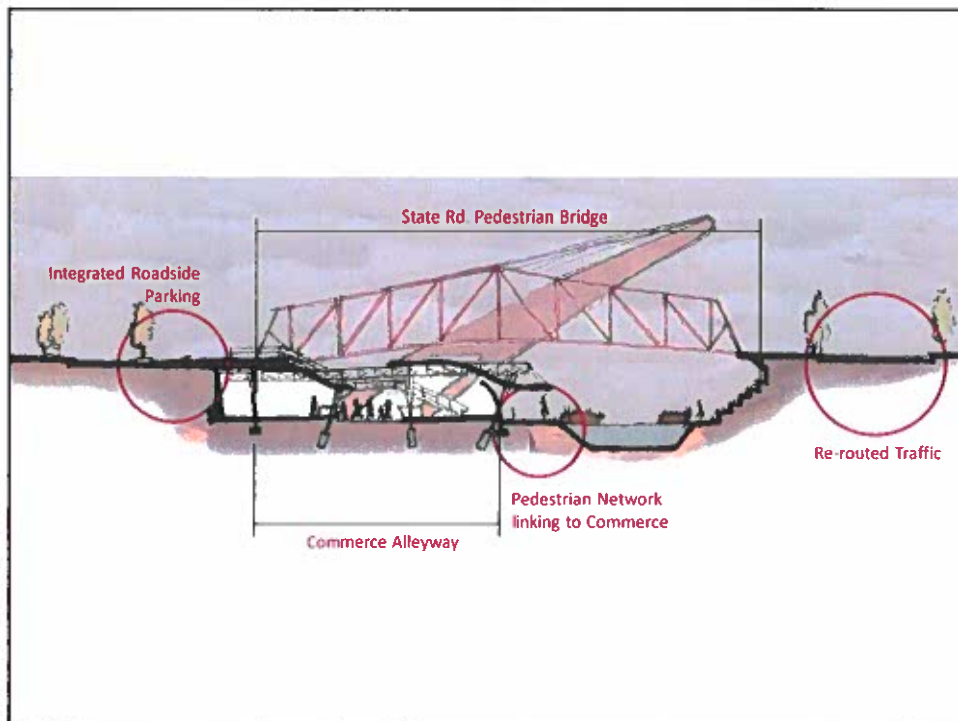 State Rd. Pedestrian Bridge
Integrated Roadside
Parking
Re-routed Traffic
Pedestrian Network
linking to Commerce
Commerce Alleyway